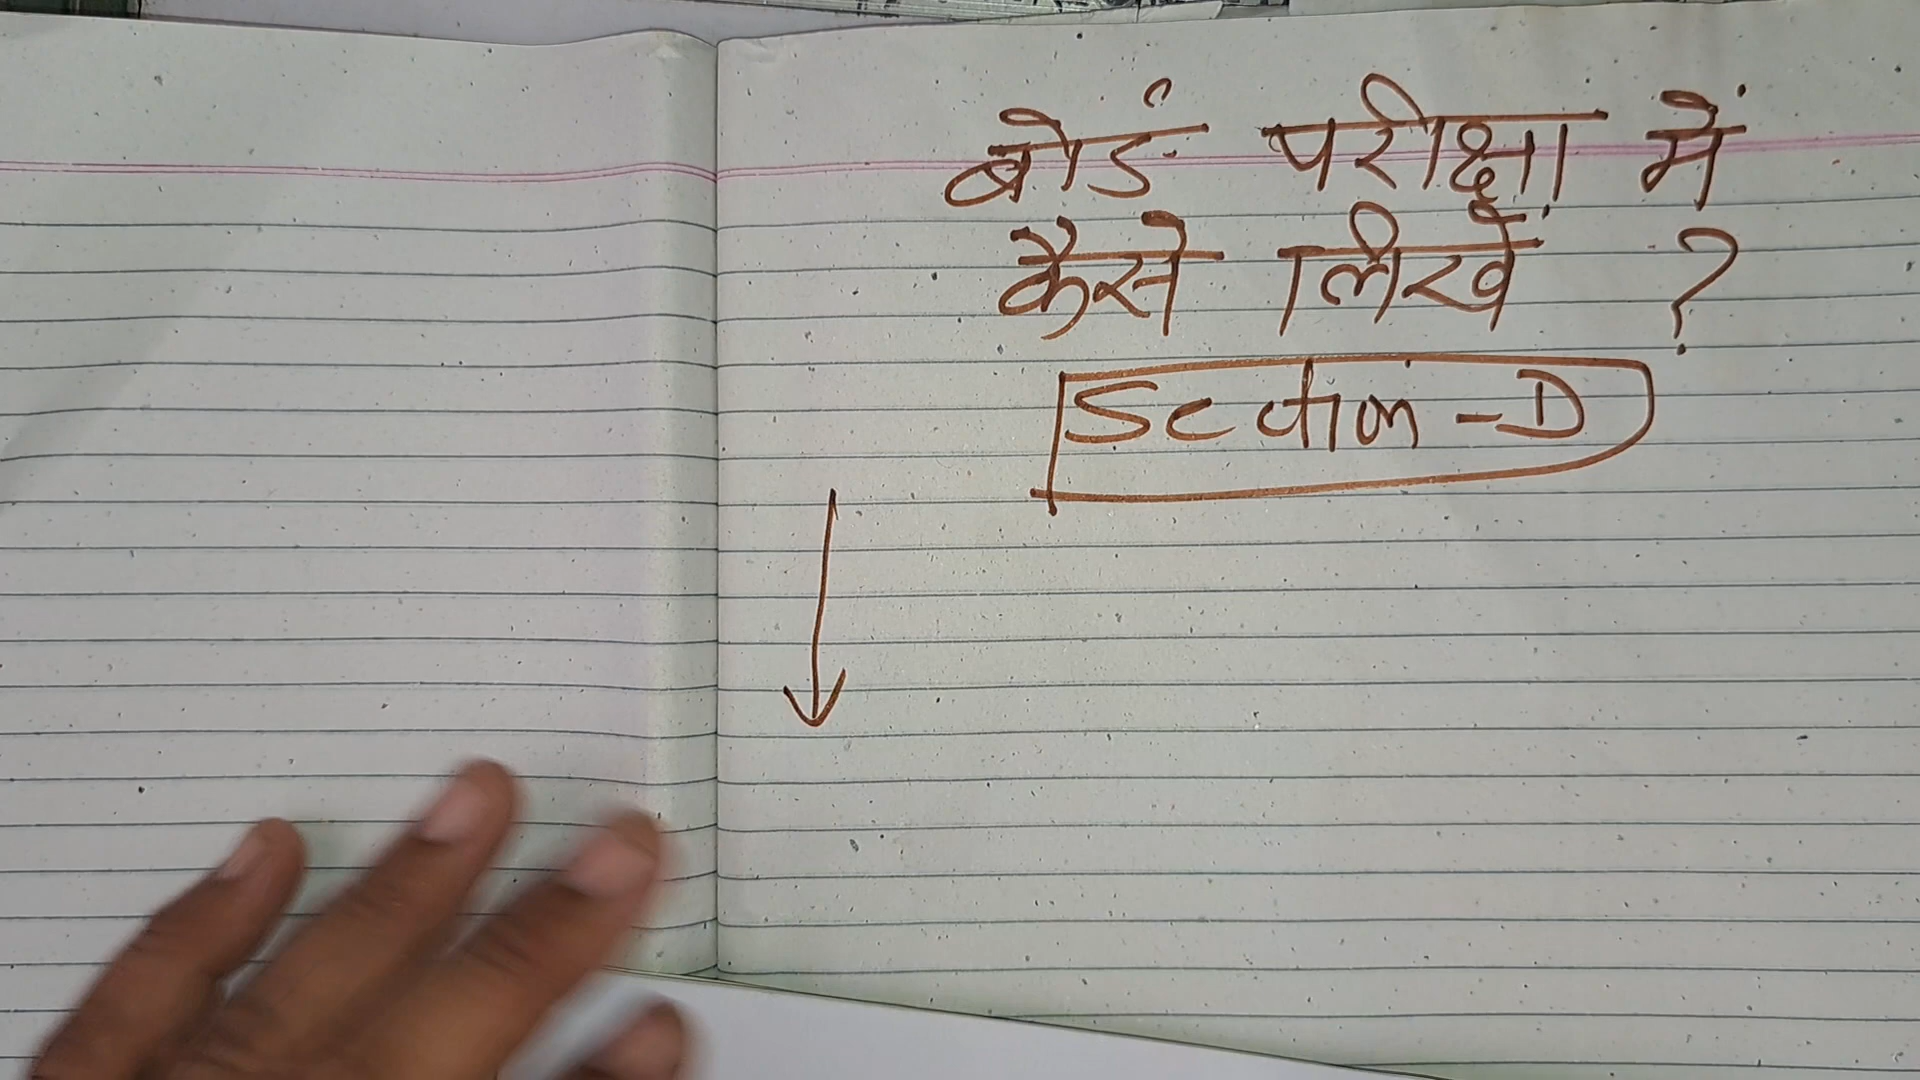 बोर्ड परीक्षा में
कैसे लिखें ?
Section-D